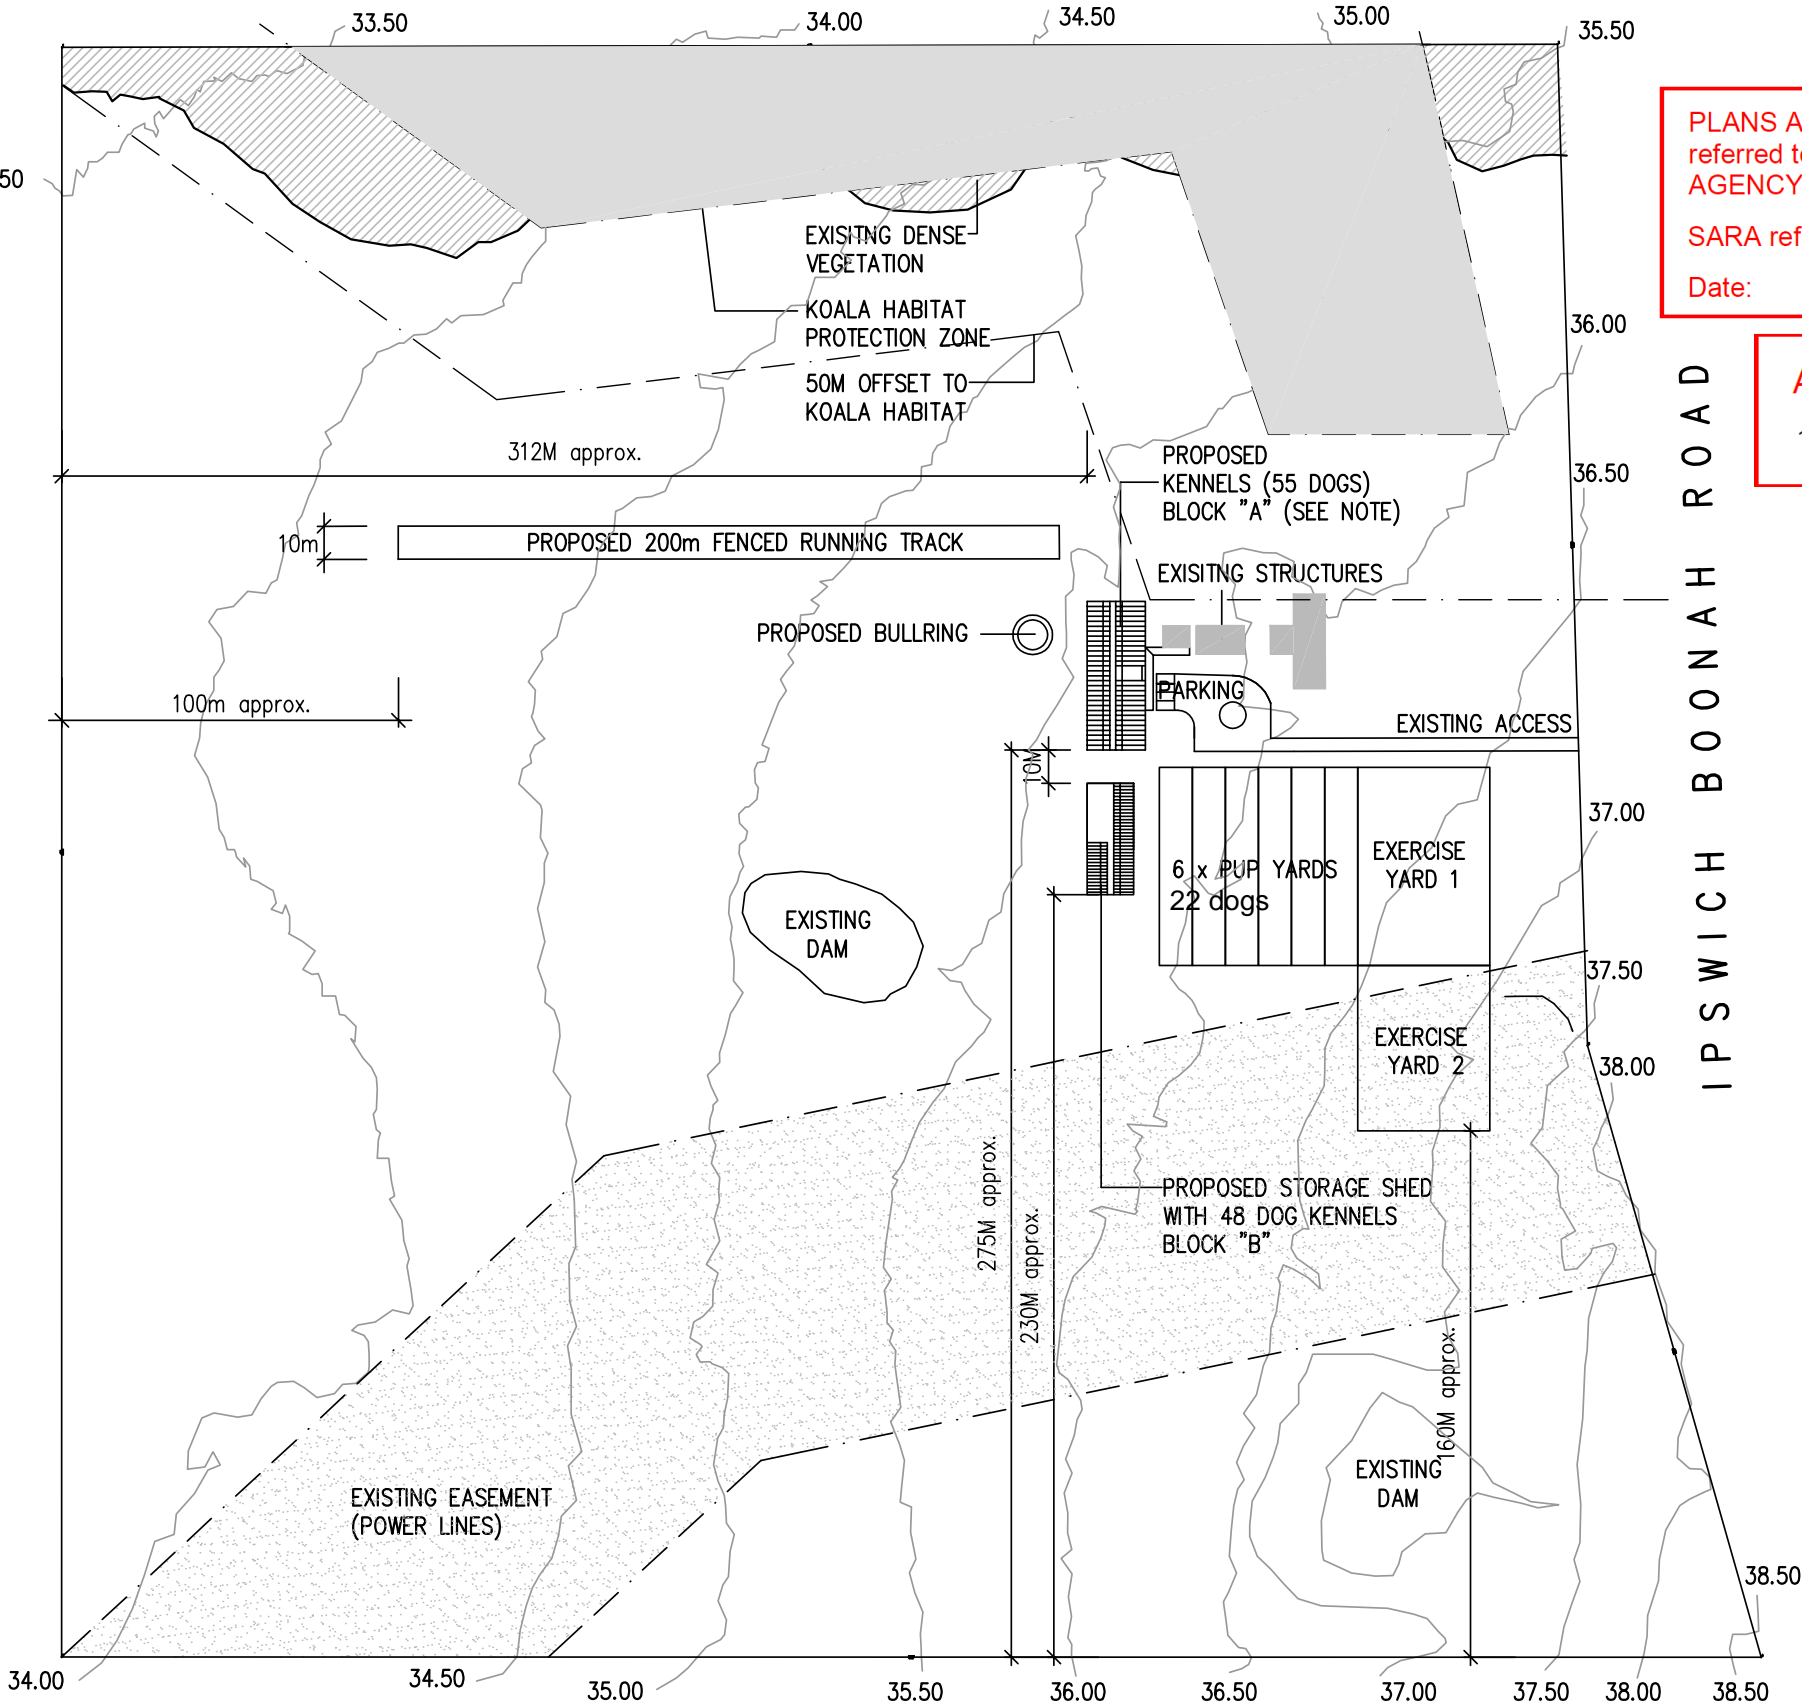 33.50
34.00
34.50
35.00
35.50
PLANS A
referred to
AGENCY
SARA ref
Date:
A
50
EXISITNG DENSE
VEGETATION
KOALA HABITAT
PROTECTION ZONE
50M OFFSET TO
KOALA HABITAT
36.00
312M approx.
PROPOSED
KENNELS (55 DOGS)
BLOCK "A" (SEE NOTE)
36.50
10m
PROPOSED 200m FENCED RUNNING TRACK
EXISITNG STRUCTURES
PROPOSED BULLRING
PARKING
100m approx.
EXISTING ACCESS
10M
IPSWICH BOONAH ROAD
37.00
6 x PUP YARDS
22 dogs
EXERCISE
YARD 1
EXISTING
DAM
37.50
EXERCISE
YARD 2
38.00
275M approx.
230M approx.
PROPOSED STORAGE SHED
WITH 48 DOG KENNELS
BLOCK "B"
160M approx.
EXISTING
DAM
EXISTING EASEMENT
(POWER LINES)
38.50
34.00
34.50
35.00
35.50
36.00
36.50
37.00
37.50
38.00
38.50